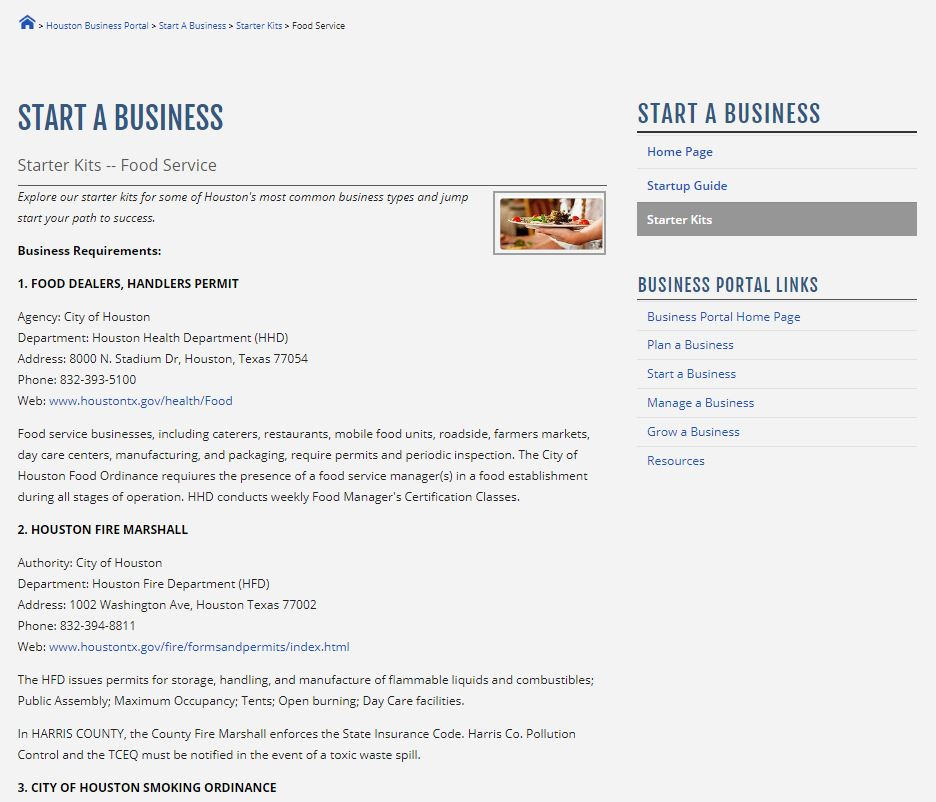 > Houston Business Portal > Start A Business > Starter Kits > Food Service
START A BUSINESS
Starter Kits -- Food Service
Explore our starter kits for some of Houston's most common business types and jump
start your path to success.
Business Requirements:
1. FOOD DEALERS, HANDLERS PERMIT
Agency: City of Houston
Department: Houston Health Department (HHD)
Address: 8000 N. Stadium Dr, Houston, Texas 77054
Phone: 832-393-5100
Web: www.houstontx.gov/health/Food
Food service businesses, including caterers, restaurants, mobile food units, roadside, farmers markets,
day care centers, manufacturing, and packaging, require permits and periodic inspection. The City of
Houston Food Ordinance requiures the presence of a food service manager(s) in a food establishment
during all stages of operation. HHD conducts weekly Food Manager's Certification Classes.
2. HOUSTON FIRE MARSHALL
Authority: City of Houston
Department: Houston Fire Department (HFD)
Address: 1002 Washington Ave, Houston Texas 77002
Phone: 832-394-8811
Web: www.houstontx.gov/fire/formsandpermits/index.html
The HFD issues permits for storage, handling, and manufacture of flammable liquids and combustibles;
Public Assembly; Maximum Occupancy; Tents; Open burning; Day Care facilities.
In HARRIS COUNTY, the County Fire Marshall enforces the State Insurance Code. Harris Co. Pollution
Control and the TCEQ must be notified in the event of a toxic waste spill.
3. CITY OF HOUSTON SMOKING ORDINANCE
START A BUSINESS
Home Page
Startup Guide
Starter Kits
BUSINESS PORTAL LINKS
Business Portal Home Page
Plan a Business
Start a Business
Manage a Business
Grow a Business
Resources